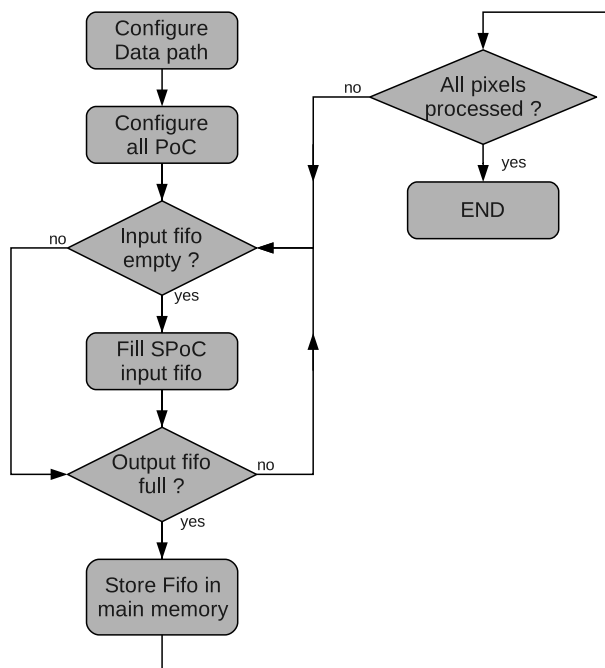 Configure
Data path
Configure
all PoC
Input fifo
empty ?
no
yes
Fill SPoC
input fifo
Output fifo
full ?
no
yes
Store Fifo in
main memory
All pixels
processed ?
no
yes
END